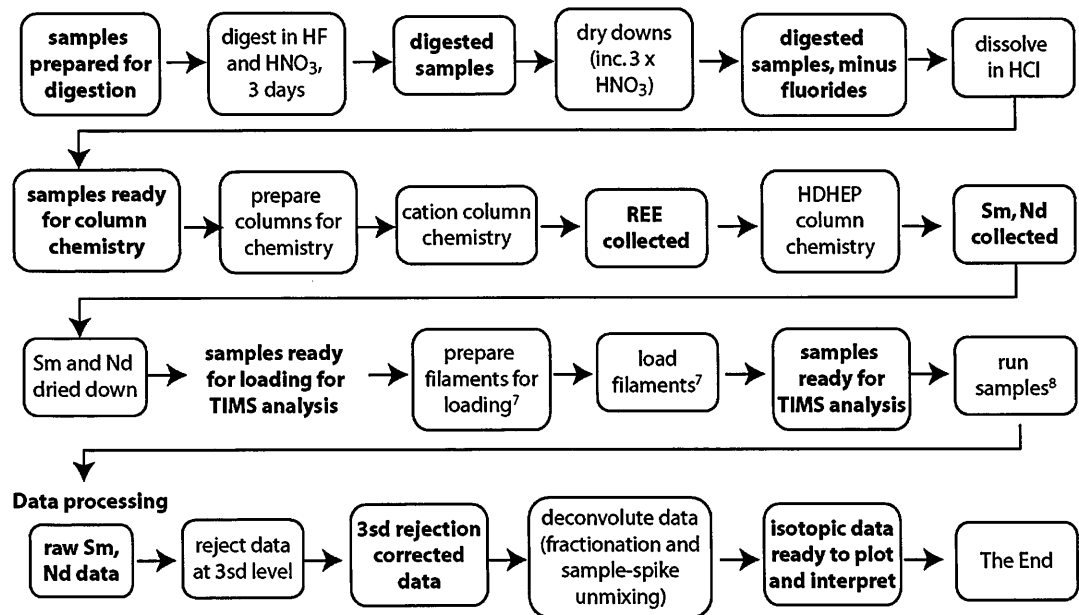 samples
prepared for
digestion
digest in HF
and HNO3,
3 days
digested
samples
dry downs
(inc. 3 x
HNO3)
digested
samples, minus
fluorides
dissolve
in HCl
samples ready
for column
chemistry
prepare
columns for
chemistry
cation column
chemistry
REE
collected
HDHEP
column
chemistry
Sm, Nd
collected
Sm and Nd
dried down
samples ready
for loading for
TIMS analysis
prepare
filaments for
loading7
load
filaments7
samples
ready for
TIMS analysis
run
samples8
Data processing
raw Sm,
Nd data
reject data
at 3sd level
3sd rejection
corrected
data
deconvolute data
(fractionation and
sample-spike
unmixing)
isotopic data
ready to plot
and interpret
The End